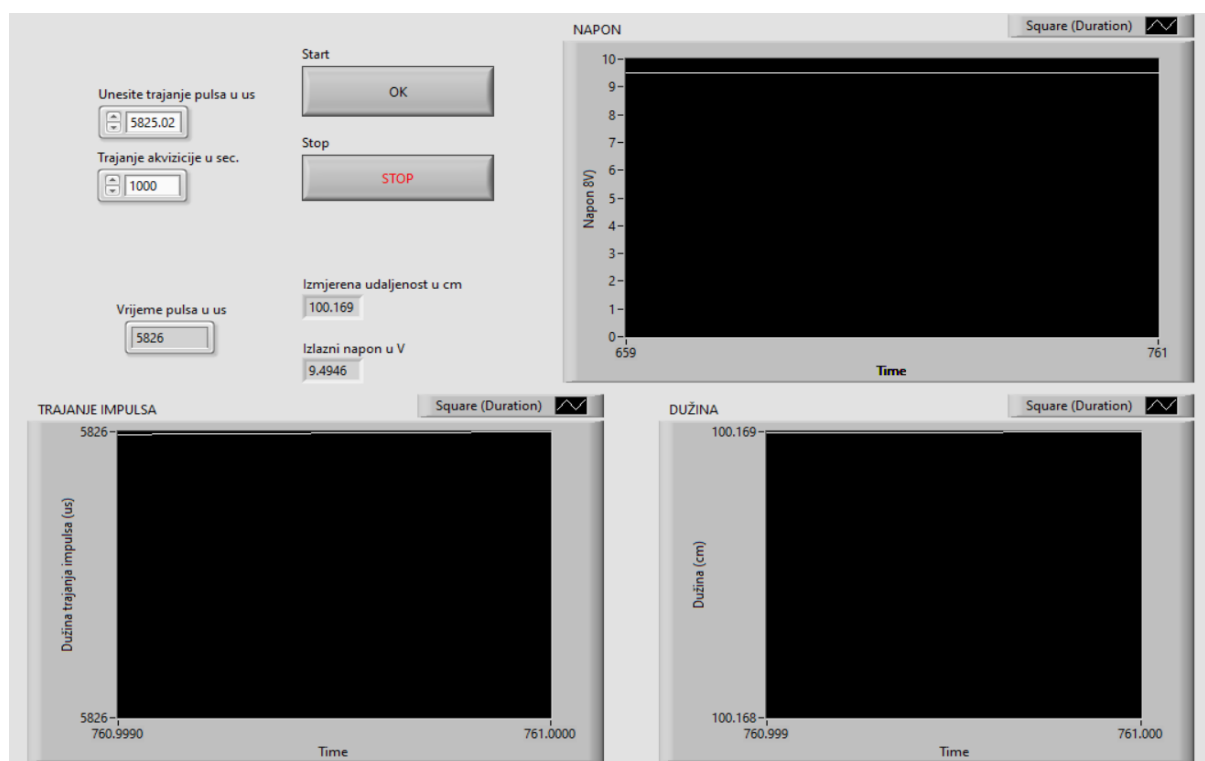 NAPON
Square (Duration)
Start
OK
Unesite trajanje pulsa u us
5825.02
Stop
STOP
Trajanje akvizicije u sec.
1000
Izmjerena udaljenost u cm
100.169
Vrijeme pulsa u us
5826
Izlazni napon u V
9.4946
Napon 8V)
10
9
8
7
6
5
4
3
2
1
0
659
761
Time
TRAJANJE IMPULSA
Square (Duration)
Dužina trajanja impulsa (us)
5826
5826
760.9990
761.0000
Time
DUŽINA
Square (Duration)
Dužina (cm)
100.169
100.168
760.999
761.000
Time